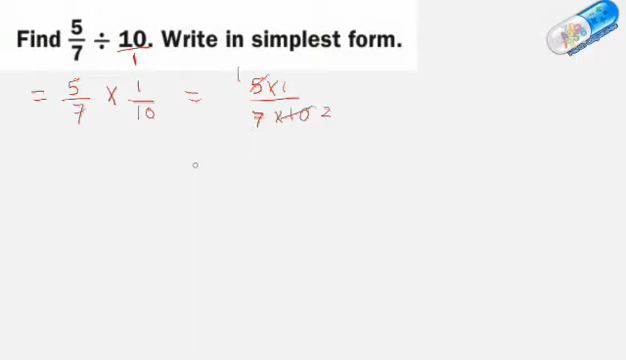 Find 5/7 ÷ 10. Write in simplest form.
1
= 5/7 × 1/10 = 1 5×1/7×10 2